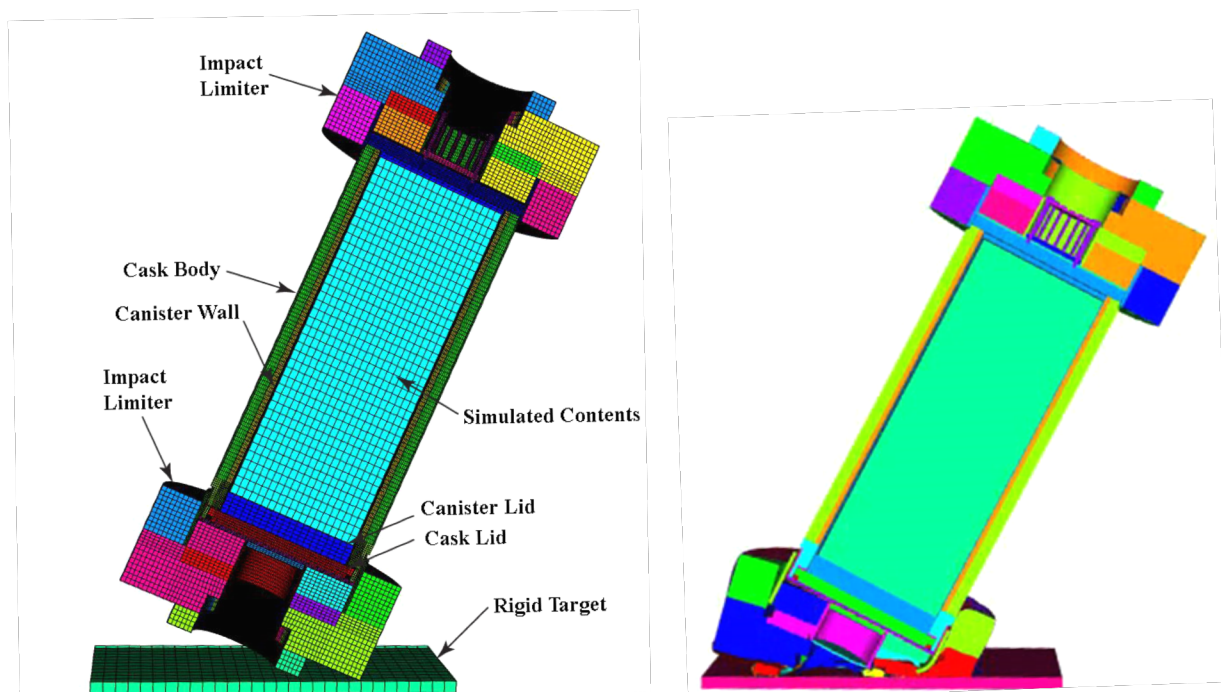 Impact
Limiter
Cask Body
Canister Wall
Impact
Limiter
Simulated Contents
Canister Lid
Cask Lid
Rigid Target